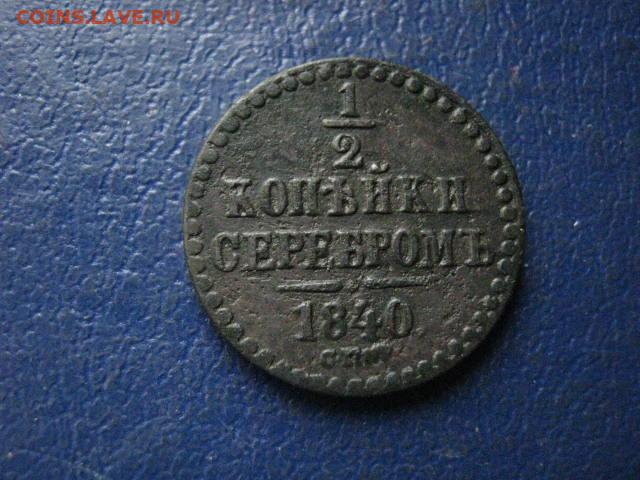 COINS.LAVE.RU
1
2
КОПѢЙКИ
СЕРЕБРОМЪ
1840